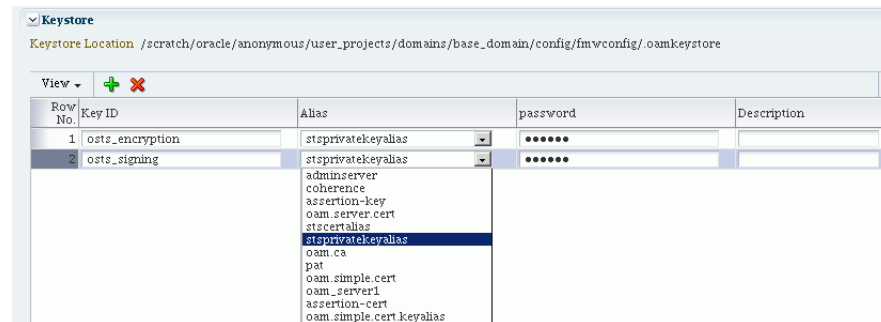 Keystore
Keystore Location /scratch/oracle/anonymous/user_projects/domains/base_domain/config/fmwconfig/.oamkeystore
View
Row No. Key ID Alias password Description
1 osts_encryption stsprivatekeyalias ●●●●●●
2 osts_signing stsprivatekeyalias ●●●●●●
adminserver
coherence
assertion-key
oam.server.cert
stscertalias
stsprivatekeyalias
oam.ca
pat
oam.simple.cert
oam_server1
assertion-cert
oam.simple.cert.keyalias